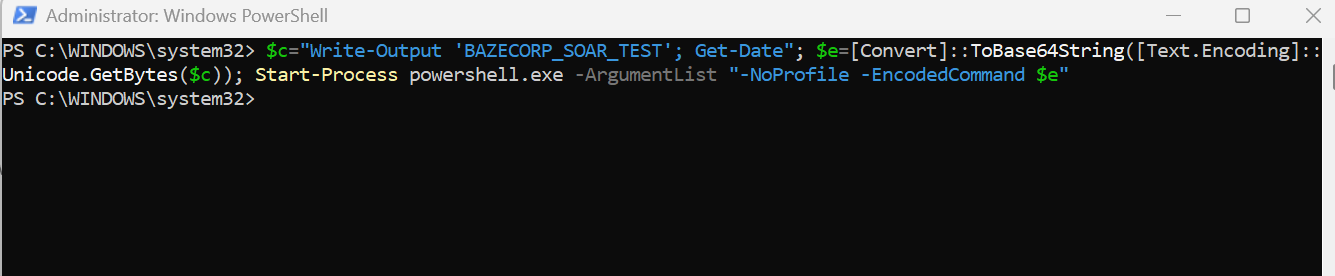 Administrator: Windows PowerShell
PS C:\WINDOWS\system32> $c="Write-Output 'BAZECORP_SOAR_TEST'; Get-Date"; $e=[Convert]::ToBase64String([Text.Encoding]::
Unicode.GetBytes($c)); Start-Process powershell.exe -ArgumentList "-NoProfile -EncodedCommand $e"
PS C:\WINDOWS\system32>